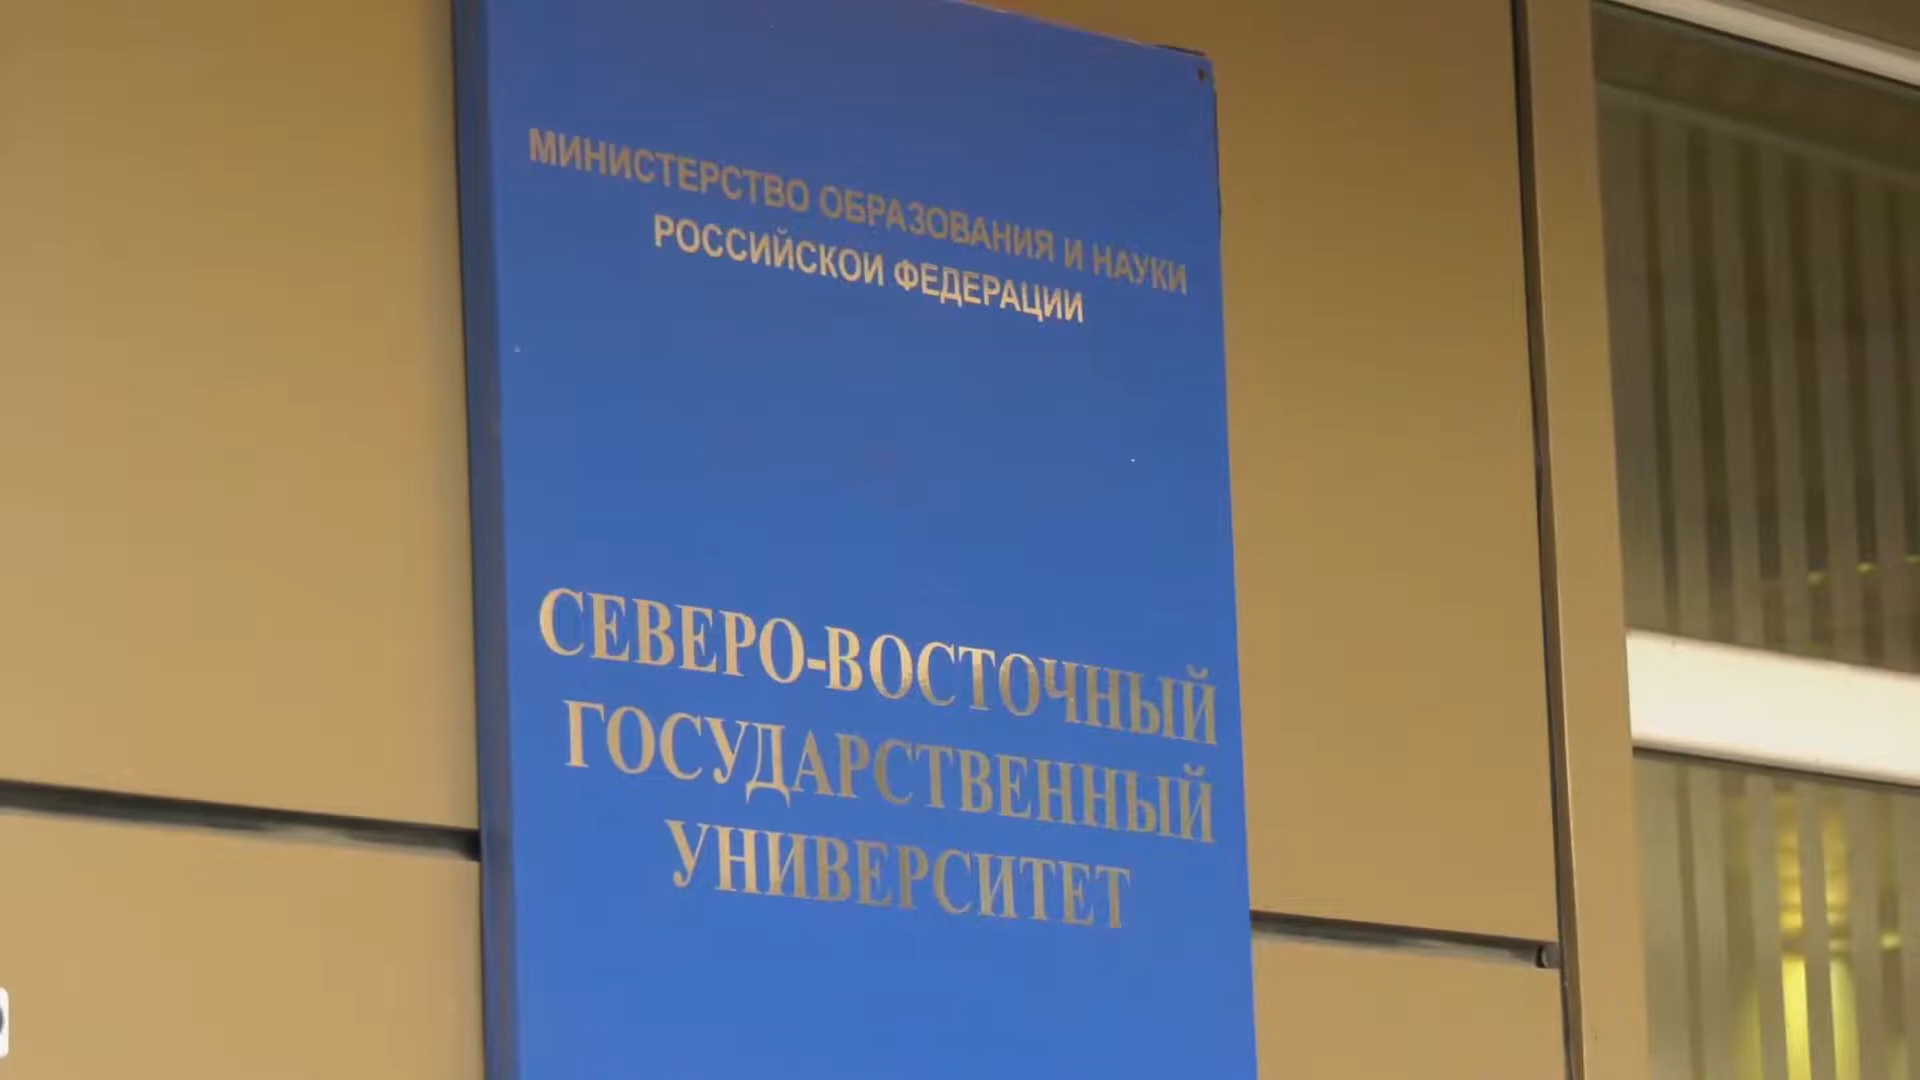 МИНИСТЕРСТВО ОБРАЗОВАНИЯ И НАУКИ
РОССИЙСКОЙ ФЕДЕРАЦИИ
СЕВЕРО-ВОСТОЧНЫЙ
ГОСУДАРСТВЕННЫЙ
УНИВЕРСИТЕТ